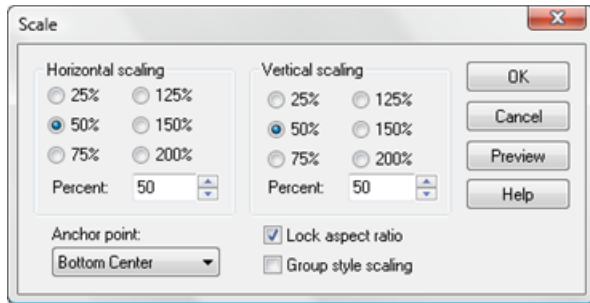 Scale
Horizontal scaling
25%
125%
50%
150%
75%
200%
Percent:
50
Vertical scaling
25%
125%
50%
150%
75%
200%
Percent:
50
OK
Cancel
Preview
Help
Anchor point:
Bottom Center
Lock aspect ratio
Group style scaling